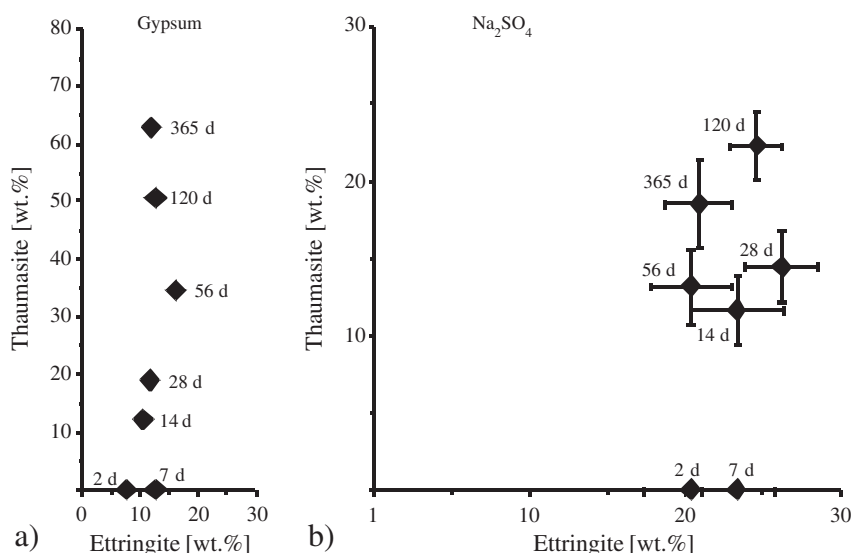 Gypsum
80
70
60
50
40
30
20
10
0
10
20
30
Thaumasite [wt.%]
Ettringite [wt.%]
365 d
120 d
56 d
28 d
14 d
2 d
7 d
a)
Na₂SO₄
30
20
10
1
10
20
30
Thaumasite [wt.%]
Ettringite [wt.%]
120 d
365 d
28 d
56 d
14 d
2 d
7 d
b)